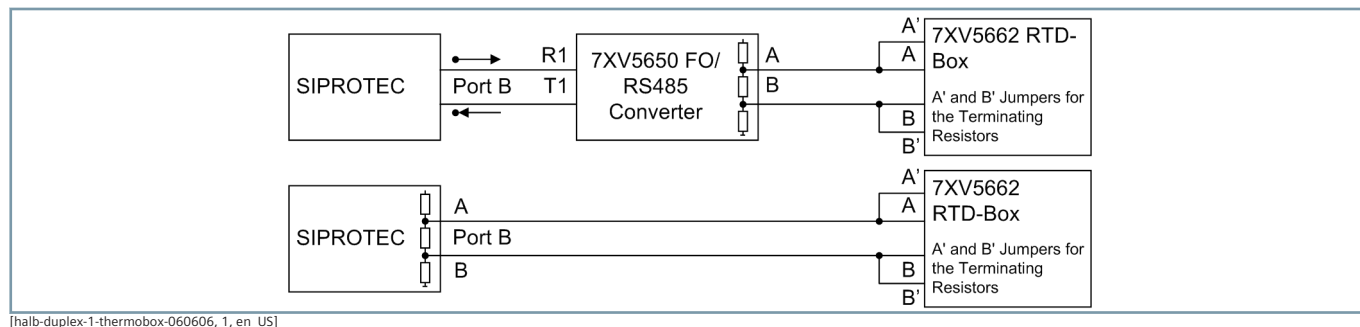 SIPROTEC
Port B
R1
T1
7XV5650 FO/
RS485
Converter
A
B
A'
A
B
B'
7XV5662 RTD-
Box
A' and B' Jumpers for
the Terminating
Resistors
SIPROTEC
A
Port B
B
A'
A
B
B'
7XV5662
RTD-Box
A' and B' Jumpers for
the Terminating
Resistors
[halb-duplex-1-thermobox-060606, 1, en_US]